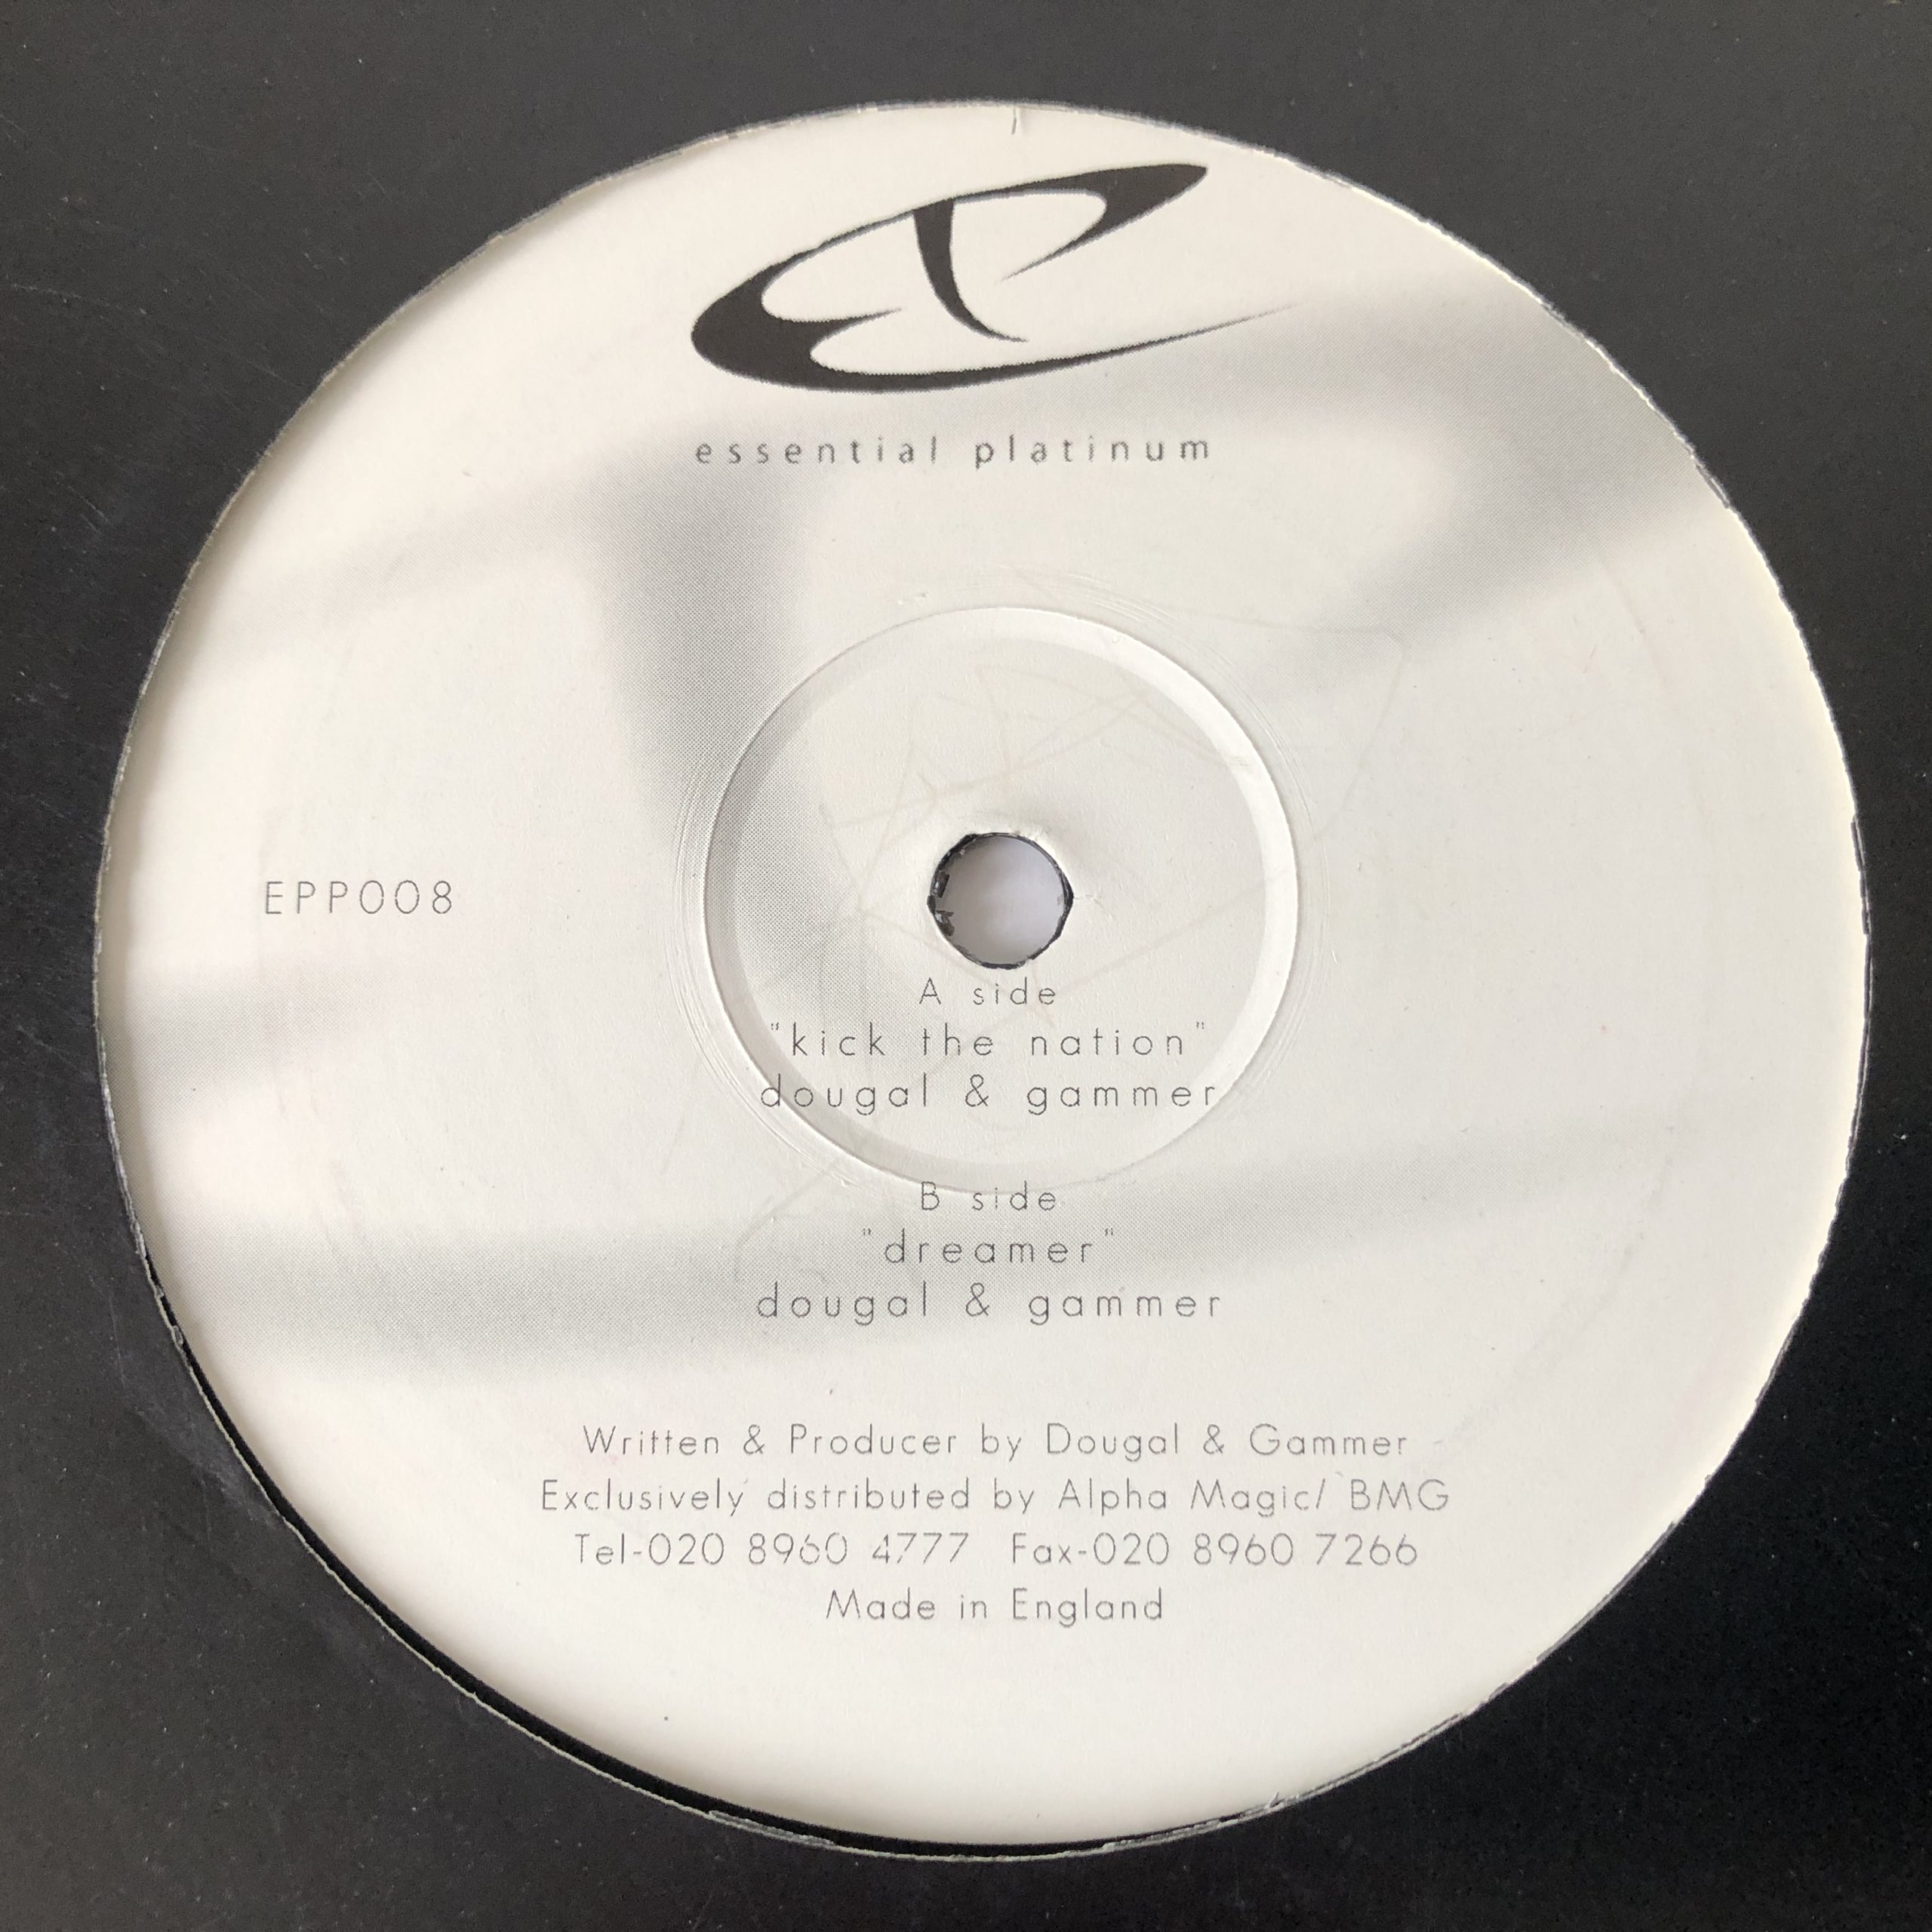 EP
essential platinum
EPP008
A side
"kick the nation"
dougal & gammer
B side
"dreamer"
dougal & gammer
Written & Producer by Dougal & Gammer
Exclusively distributed by Alpha Magic/ BMG
Tel-020 8960 4777 Fax-020 8960 7266
Made in England